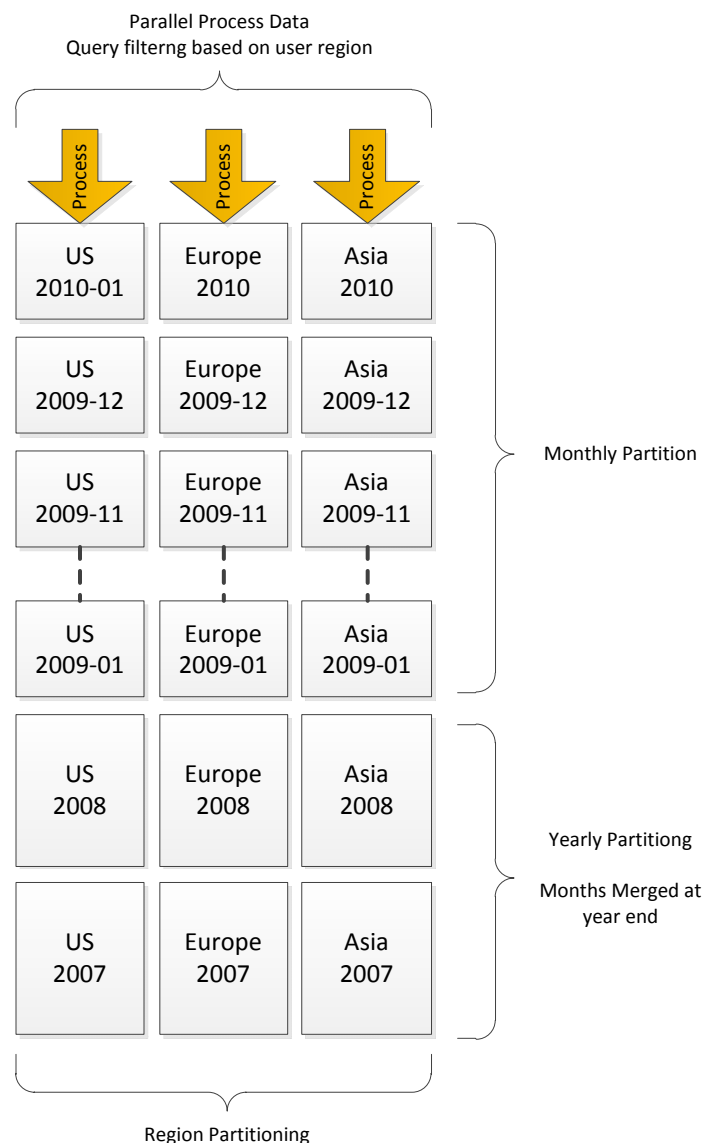 Parallel Process Data
Query filterng based on user region
Process
Process
Process
US
2010-01
Europe
2010
Asia
2010
US
2009-12
Europe
2009-12
Asia
2009-12
US
2009-11
Europe
2009-11
Asia
2009-11
Monthly Partition
US
2009-01
Europe
2009-01
Asia
2009-01
US
2008
Europe
2008
Asia
2008
Yearly Partitiong
Months Merged at
year end
US
2007
Europe
2007
Asia
2007
Region Partitioning